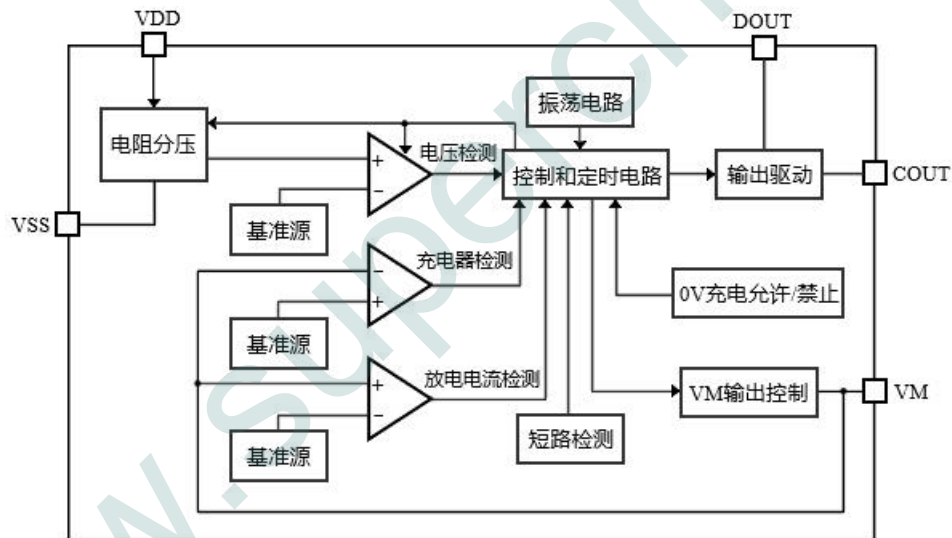 VDD
DOUT
振荡电路
电阻分压
+
电压检测
控制和定时电路
输出驱动
COUT
−
VSS
基准源
充电器检测
−
+
0V充电允许/禁止
基准源
放电电流检测
+
VM输出控制
VM
−
短路检测
基准源
www.superch